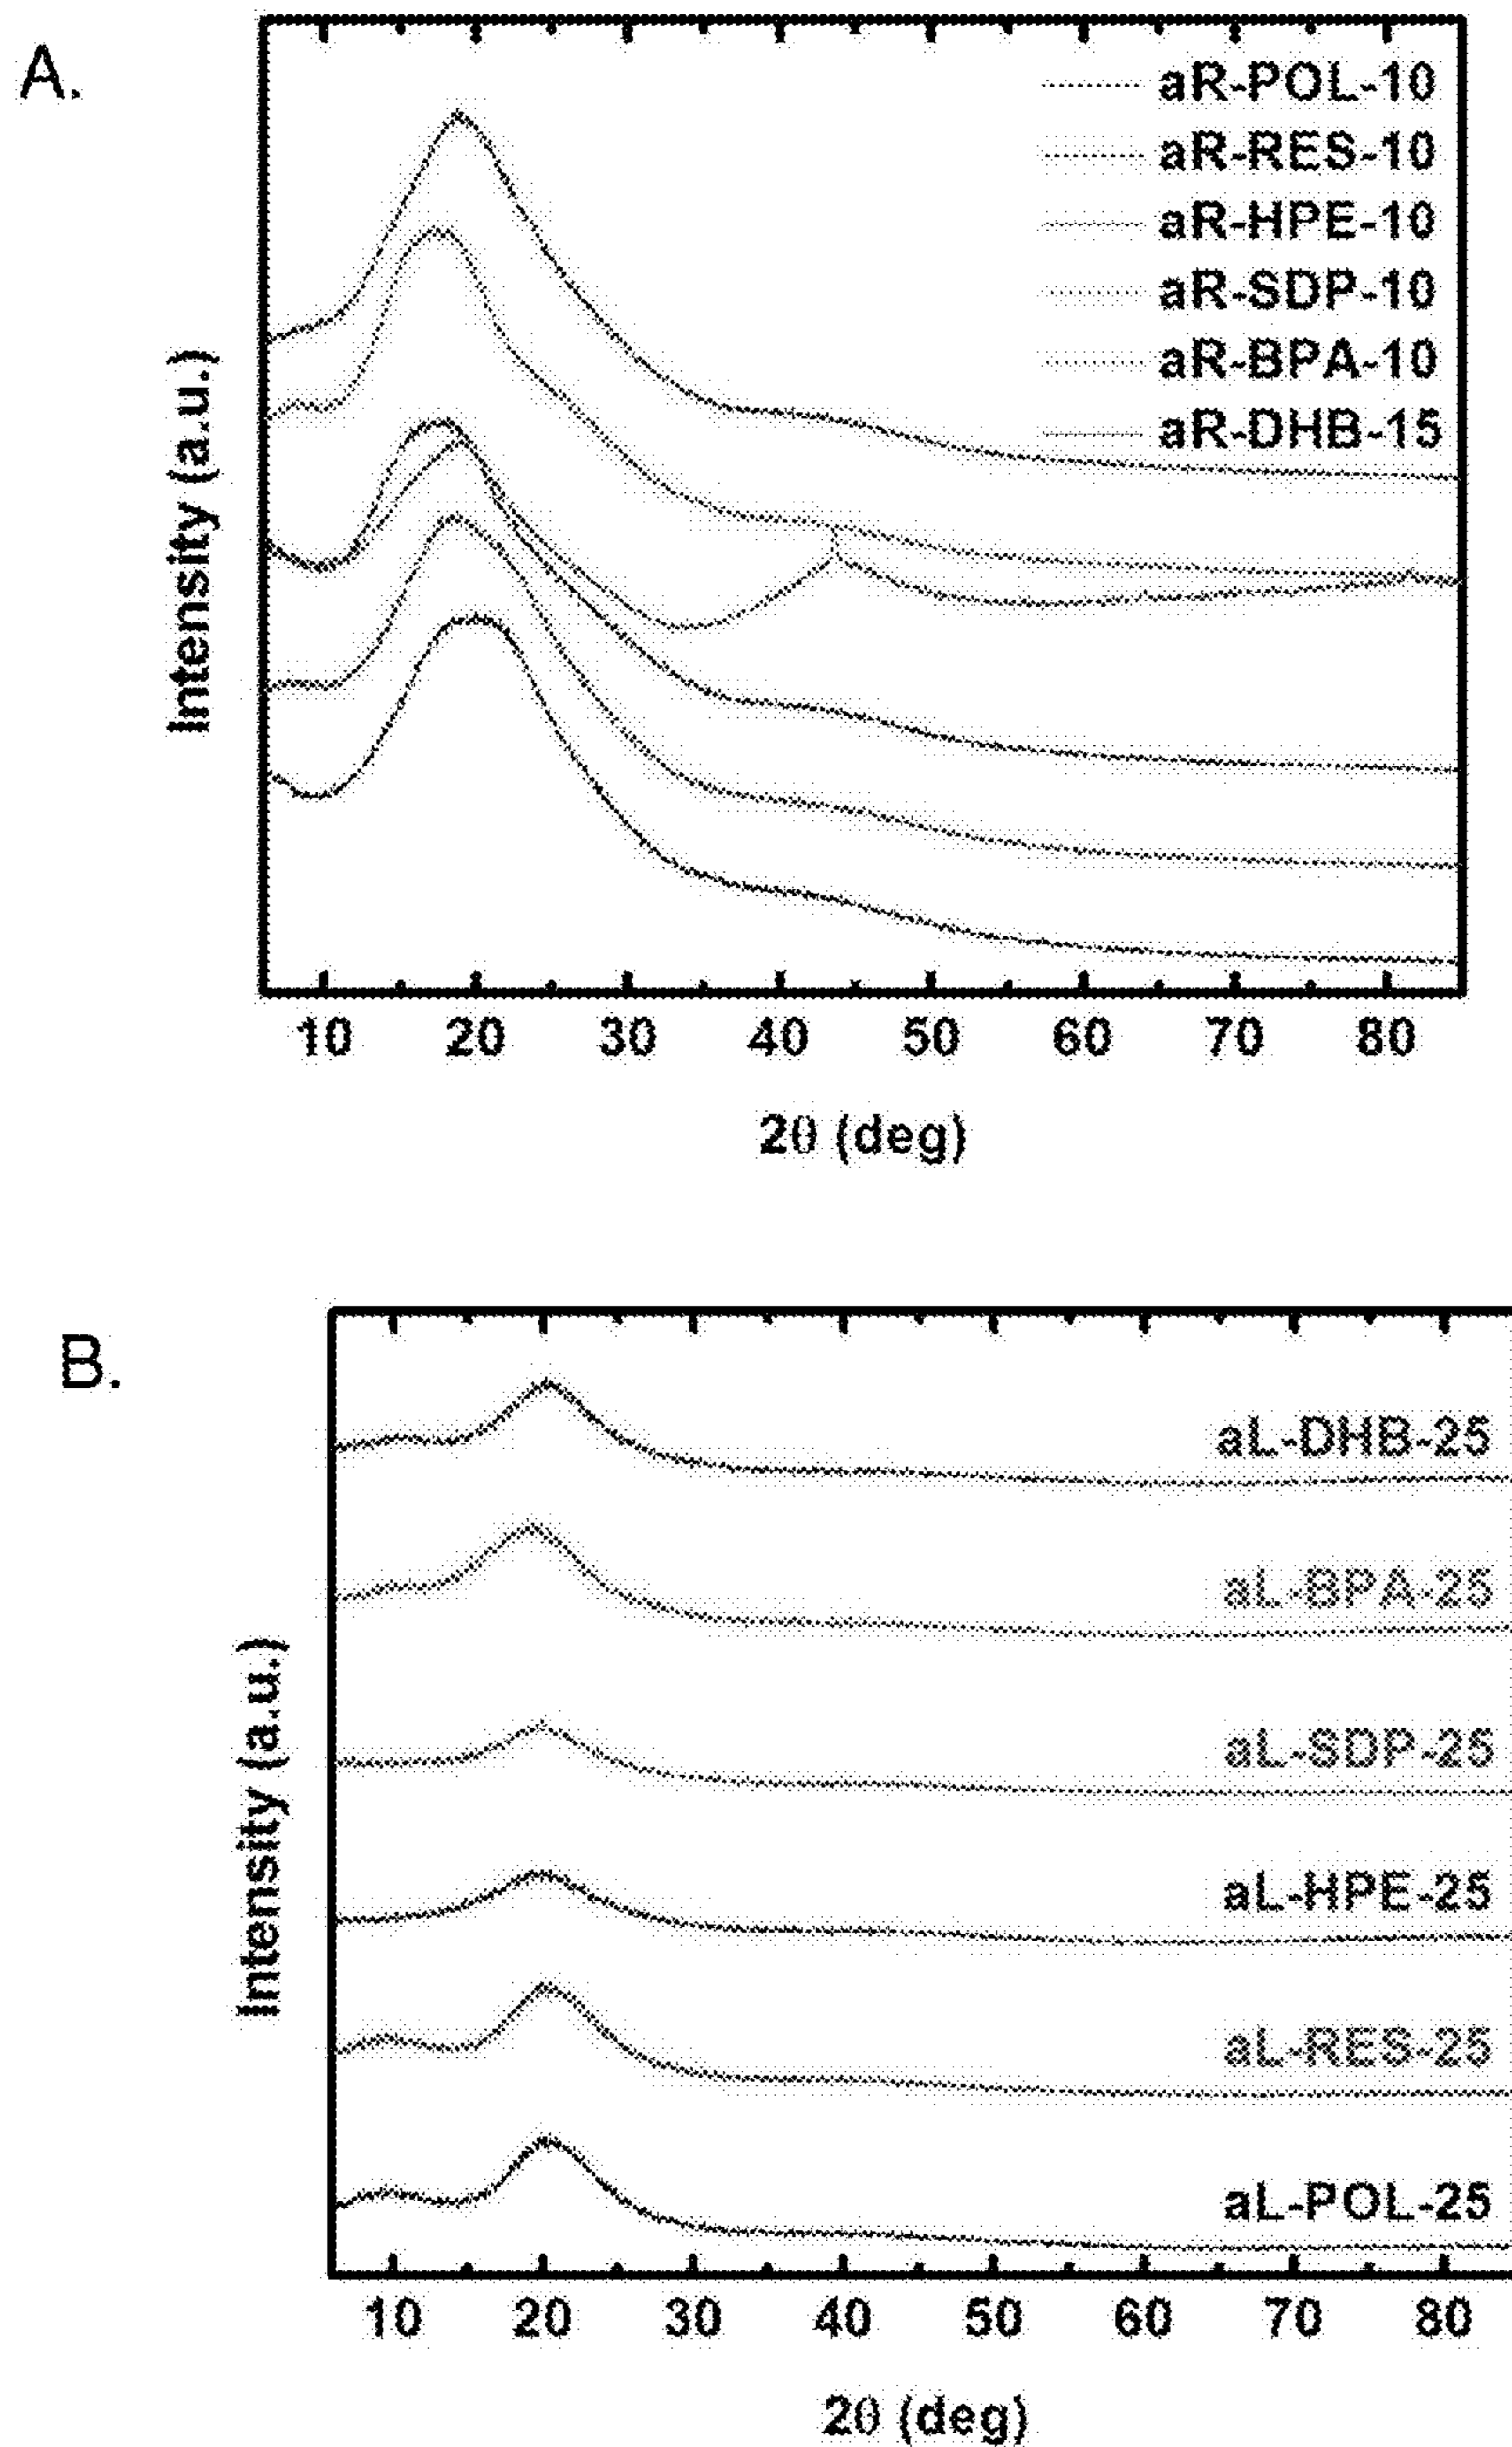 A.
aR-POL-10
aR-RES-10
aR-HPE-10
aR-SDP-10
aR-BPA-10
aR-DHB-15
Intensity (a.u.)
10 20 30 40 50 60 70 80
2θ (deg)
B.
aL-DHB-25
aL-BPA-25
aL-SDP-25
aL-HPE-25
aL-RES-25
aL-POL-25
Intensity (a.u.)
10 20 30 40 50 60 70 80
2θ (deg)